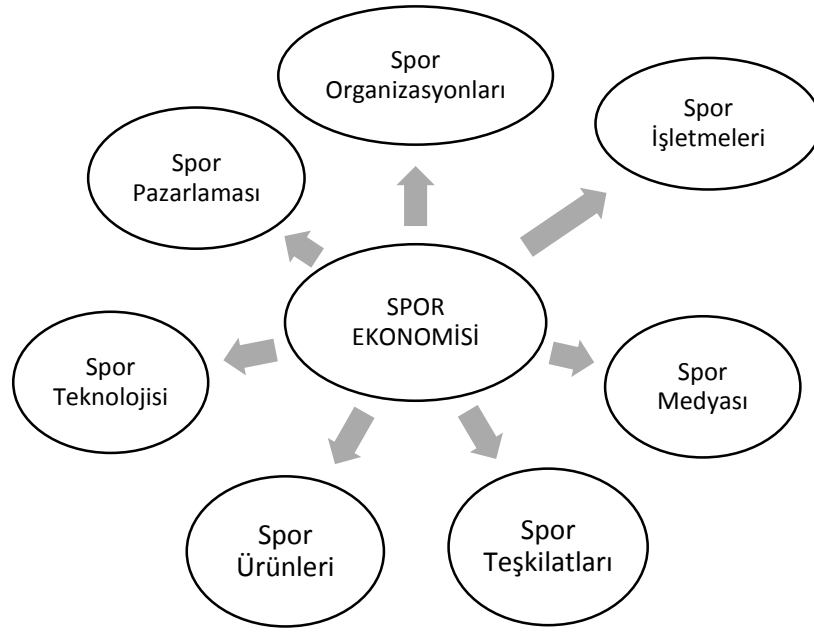 Spor
Organizasyonları
Spor
İşletmeleri
Spor
Pazarlaması
SPOR
EKONOMİSİ
Spor
Teknolojisi
Spor
Medyası
Spor
Ürünleri
Spor
Teşkilatları